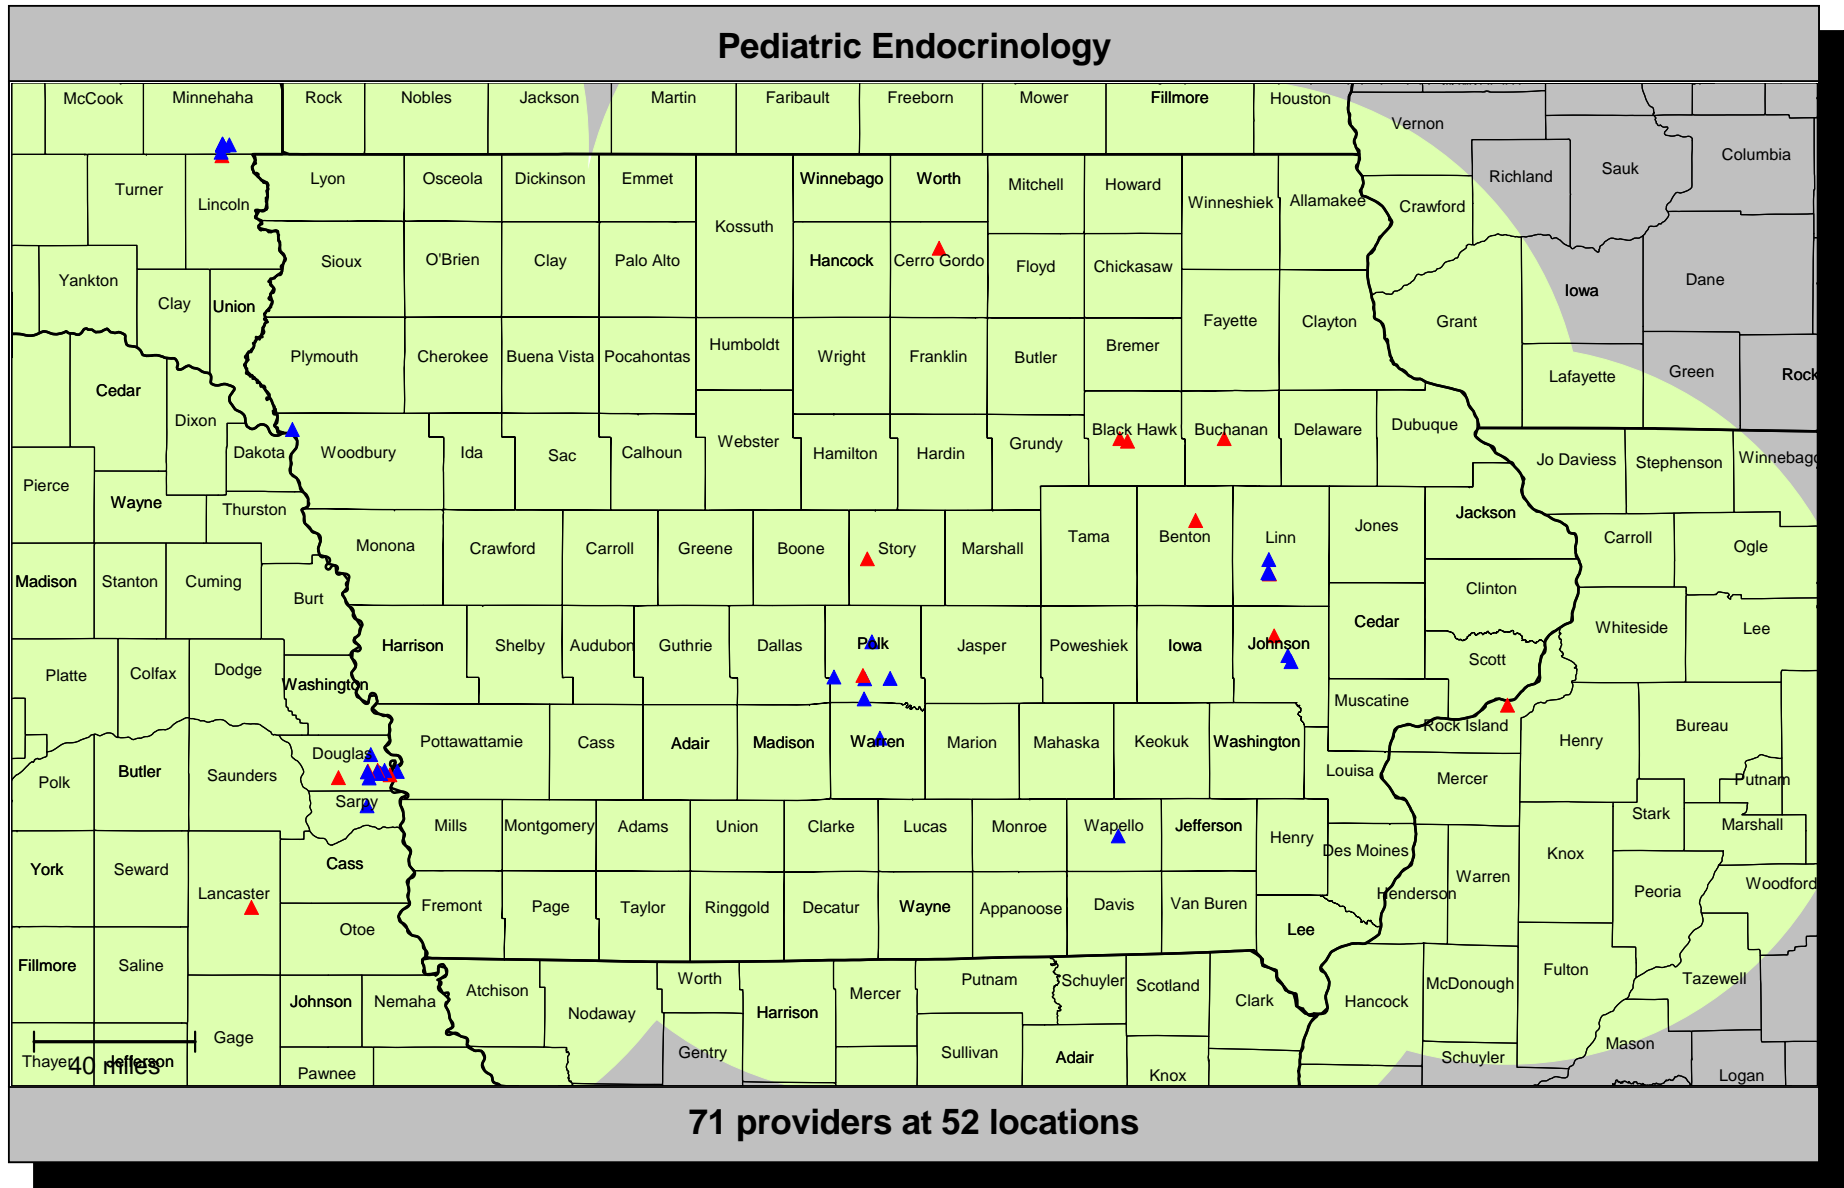 Pediatric Endocrinology
McCook Minnehaha Rock Nobles Jackson Martin Faribault Freeborn Mower Fillmore Houston
Vernon
Richland Sauk Columbia
Turner Lincoln Lyon Osceola Dickinson Emmet Kossuth Winnebago Worth Mitchell Howard Winneshiek Allamakee Crawford
Yankton Clay Union Sioux O'Brien Clay Palo Alto Hancock Cerro Gordo Floyd Chickasaw Iowa Dane
Cedar Plymouth Cherokee Buena Vista Pocahontas Humboldt Wright Franklin Butler Bremer Fayette Clayton Grant Lafayette Green Rock
Dixon Dakota Woodbury Ida Sac Calhoun Webster Hamilton Hardin Grundy Black Hawk Buchanan Delaware Dubuque Jo Daviess Stephenson Winnebago
Pierce Wayne Thurston
Monona Crawford Carroll Greene Boone Story Marshall Tama Benton Linn Jones Jackson Carroll Ogle
Madison Stanton Cuming Burt Clinton
Harrison Shelby Audubon Guthrie Dallas Polk Jasper Poweshiek Iowa Johnson Cedar Scott Whiteside Lee
Platte Colfax Dodge Washington Muscatine Rock Island
Douglas Pottawattamie Cass Adair Madison Warren Marion Mahaska Keokuk Washington Louisa Mercer Henry Bureau Putnam
Polk Butler Saunders Sarpy
Mills Montgomery Adams Union Clarke Lucas Monroe Wapello Jefferson Henry Des Moines Stark Marshall
York Seward Cass Knox
Lancaster Fremont Page Taylor Ringgold Decatur Wayne Appanoose Davis Van Buren Lee Henderson Warren Peoria Woodford
Otoe
Fillmore Saline Johnson Nemaha Atchison Nodaway Worth Harrison Mercer Putnam Schuyler Scotland Clark Hancock McDonough Fulton Tazewell
Gage Gentry Sullivan Adair Schuyler Mason
Thayer Jefferson Pawnee Knox Logan
40 miles
71 providers at 52 locations